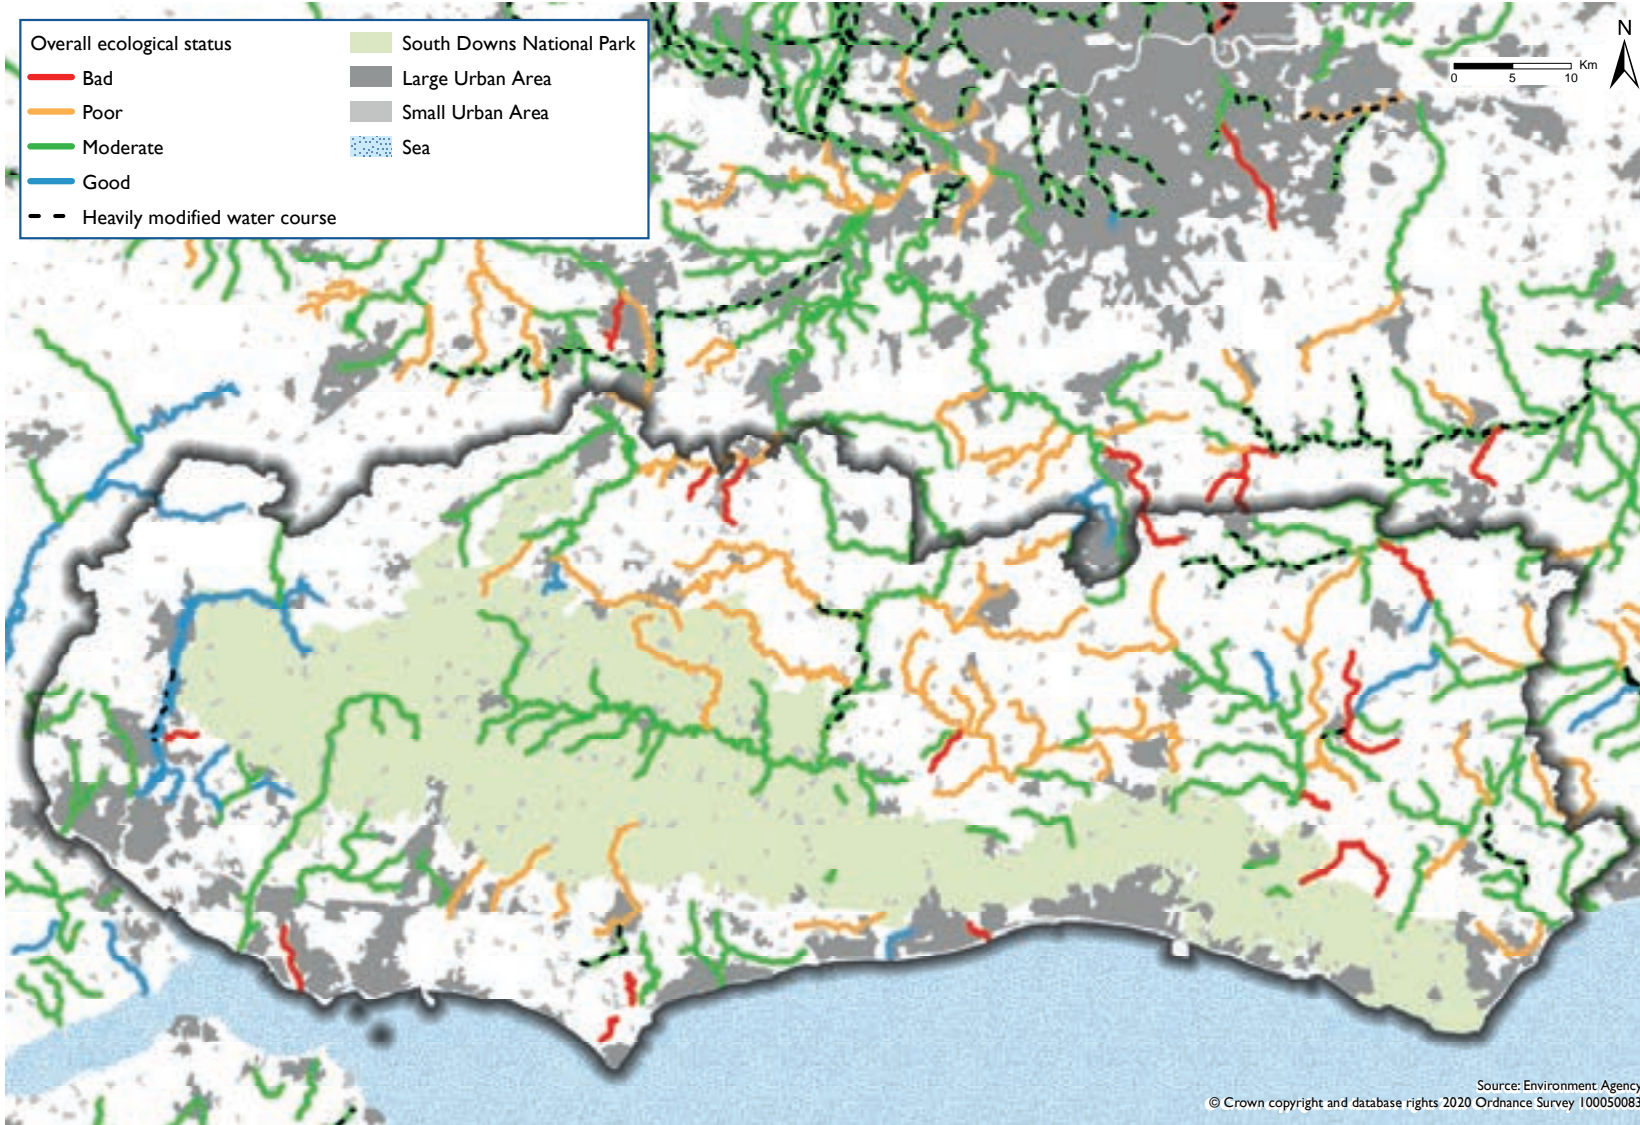 Overall ecological status
Bad
Poor
Moderate
Good
Heavily modified water course
South Downs National Park
Large Urban Area
Small Urban Area
Sea
N
Km
0 5 10
Source: Environment Agency
© Crown copyright and database rights 2020 Ordnance Survey 100050083